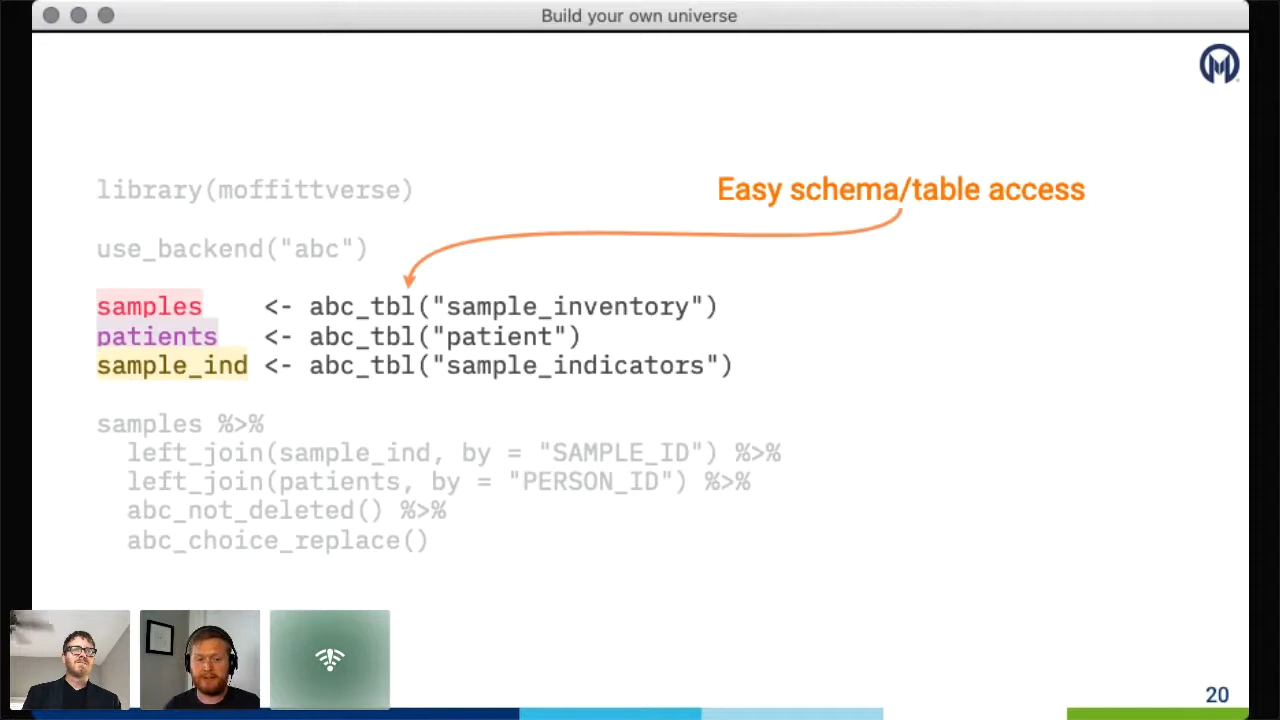 Build your own universe
library(moffittverse)
Easy schema/table access
use_backend("abc")
samples    <- abc_tbl("sample_inventory")
patients   <- abc_tbl("patient")
sample_ind <- abc_tbl("sample_indicators")
samples %>%
  left_join(sample_ind, by = "SAMPLE_ID") %>%
  left_join(patients, by = "PERSON_ID") %>%
  abc_not_deleted() %>%
  abc_choice_replace()
20